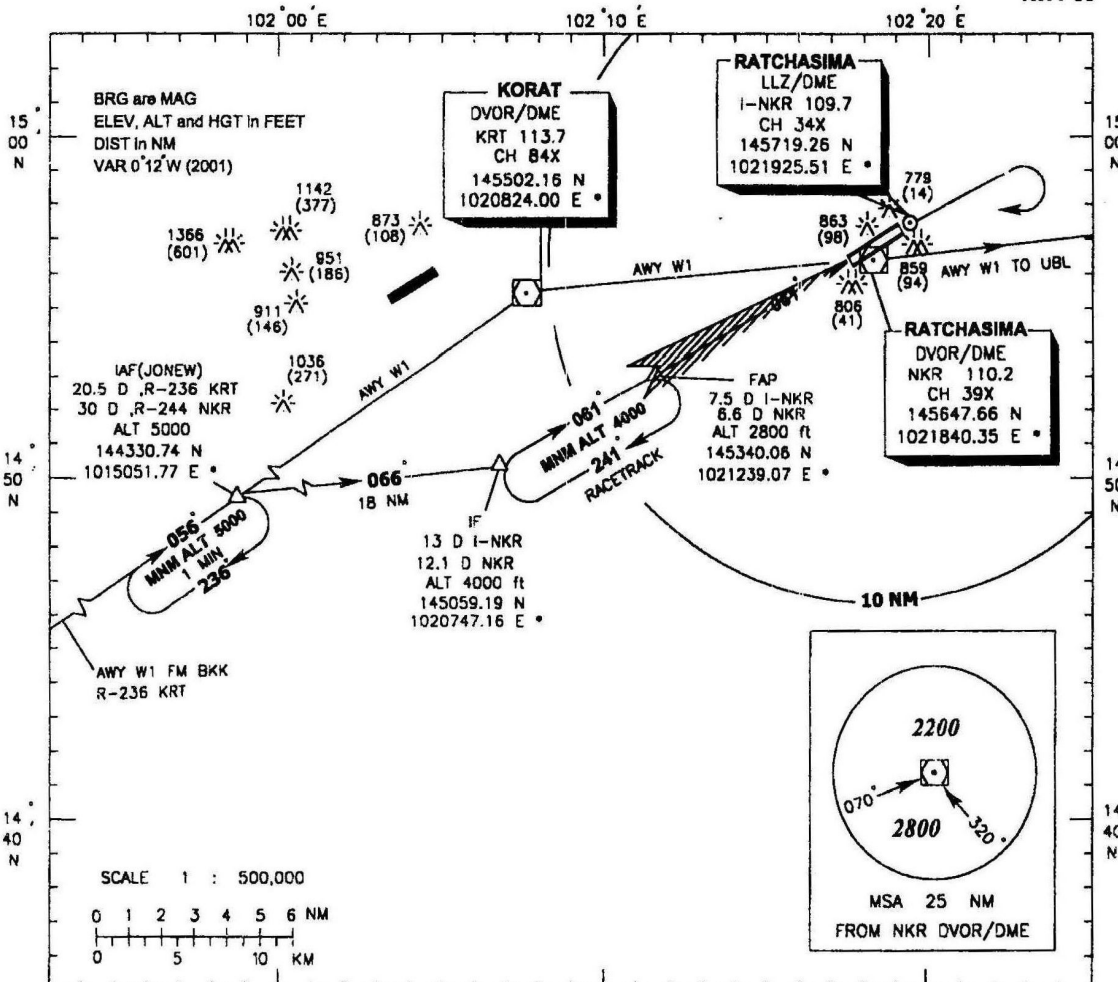 102° 00' E
102° 10' E
102° 20' E
BRG are MAG
ELEV, ALT and HGT in FEET
DIST in NM
VAR 0°12'W (2001)
15° 00' N
KORAT
DVOR/DME
KRT 113.7
CH 84X
145502.16 N
1020824.00 E *
RATCHASIMA
LLZ/DME
I-NKR 109.7
CH 34X
145719.26 N
1021925.51 E *
1142
(377)
1366
(601)
951
(186)
873
(108)
911
(146)
1036
(271)
779
(14)
863
(98)
859
(94)
806
(41)
AWY W1
AWY W1 TO UBL
AWY W1
061°
RATCHASIMA
DVOR/DME
NKR 110.2
CH 39X
145647.66 N
1021840.35 E *
IAF(JONEW)
20.5 D ,R-236 KRT
30 D ,R-244 NKR
ALT 5000
144330.74 N
1015051.77 E *
FAP
7.5 D I-NKR
6.6 D NKR
ALT 2800 ft
145340.06 N
1021239.07 E *
061°
MNM ALT 4000
241°
RACETRACK
14° 50' N
066°
18 NM
056°
MNM ALT 5000
1 MIN
236°
IF
13 D I-NKR
12.1 D NKR
ALT 4000 ft
145059.19 N
1020747.16 E *
10 NM
AWY W1 FM BKK
R-236 KRT
2200
070°
2800
320°
MSA 25 NM
FROM NKR DVOR/DME
14° 40' N
SCALE 1 : 500,000
0 1 2 3 4 5 6 NM
0 5 10 KM